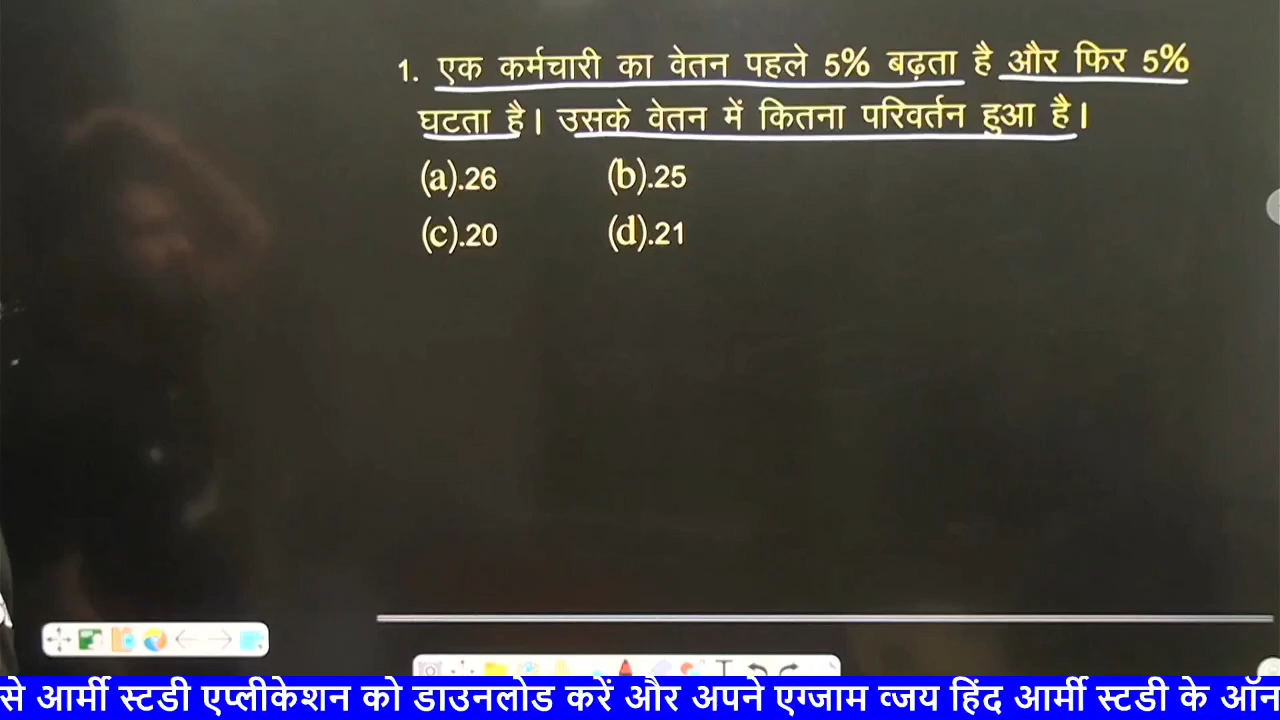 1. एक कर्मचारी का वेतन पहले 5% बढ़ता है और फिर 5%
घटता है। उसके वेतन में कितना परिवर्तन हुआ है।
(a).26 (b).25
(c).20 (d).21
से आर्मी स्टडी एप्लीकेशन को डाउनलोड करें और अपने एग्जाम व्जय हिंद आर्मी स्टडी के ऑन